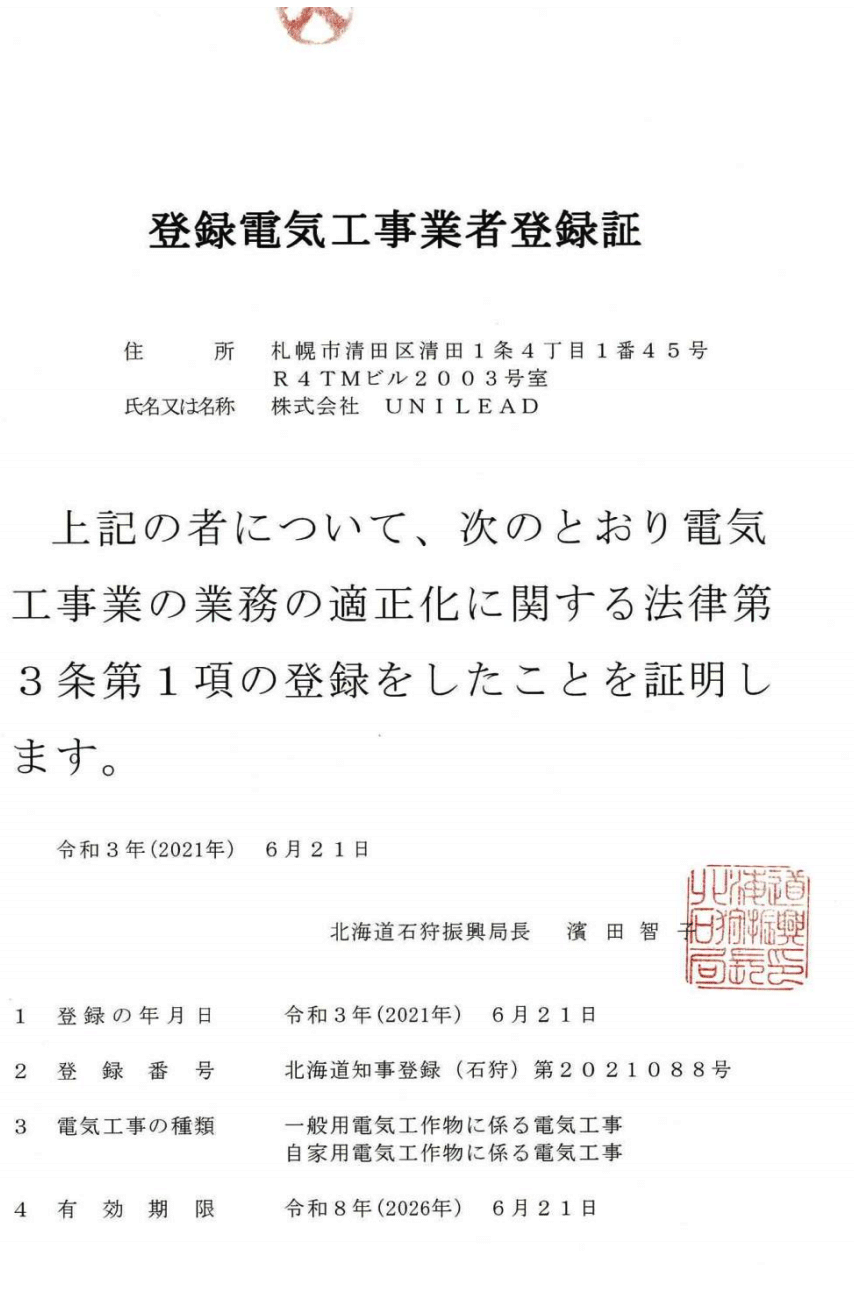 登録電気工事業者登録証
住所 札幌市清田区清田1条4丁目1番45号
R4TMビル2003号室
氏名又は名称 株式会社 UNILEAD
上記の者について、次のとおり電気
工事業の業務の適正化に関する法律第
3条第1項の登録をしたことを証明し
ます。
令和3年(2021年) 6月21日
北海道石狩振興局長 濱田智子
北海道
石狩振興
局長印
1 登録の年月日 令和3年(2021年) 6月21日
2 登録番号 北海道知事登録(石狩)第2021088号
3 電気工事の種類 一般用電気工作物に係る電気工事
自家用電気工作物に係る電気工事
4 有効期限 令和8年(2026年) 6月21日